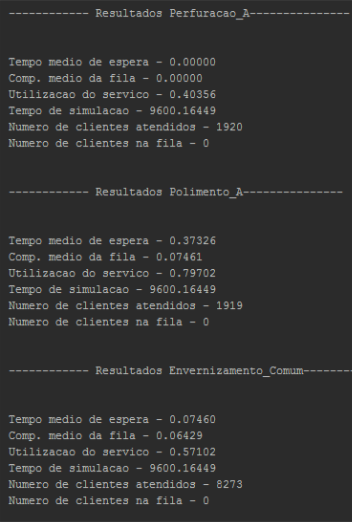 ------------ Resultados Perfuracao_A---------------
Tempo medio de espera - 0.00000
Comp. medio da fila - 0.00000
Utilizacao do servico - 0.40356
Tempo de simulacao - 9600.16449
Numero de clientes atendidos - 1920
Numero de clientes na fila - 0
------------ Resultados Polimento_A---------------
Tempo medio de espera - 0.37326
Comp. medio da fila - 0.07461
Utilizacao do servico - 0.79702
Tempo de simulacao - 9600.16449
Numero de clientes atendidos - 1919
Numero de clientes na fila - 0
------------ Resultados Envernizamento_Comum--------
Tempo medio de espera - 0.07460
Comp. medio da fila - 0.06429
Utilizacao do servico - 0.57102
Tempo de simulacao - 9600.16449
Numero de clientes atendidos - 8273
Numero de clientes na fila - 0